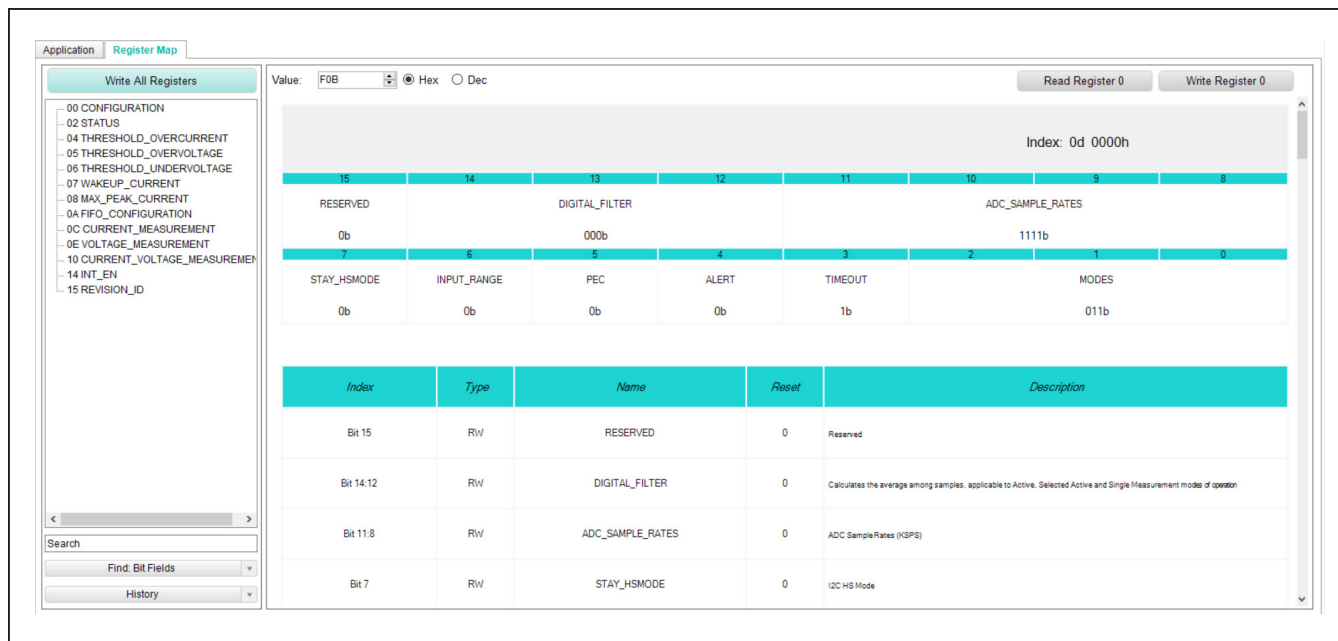 Application Register Map
Write All Registers
Value: F0B Hex Dec Read Register 0 Write Register 0
00 CONFIGURATION
02 STATUS
04 THRESHOLD_OVERCURRENT
05 THRESHOLD_OVERVOLTAGE
06 THRESHOLD_UNDERVOLTAGE
07 WAKEUP_CURRENT
08 MAX_PEAK_CURRENT
0A FIFO_CONFIGURATION
0C CURRENT_MEASUREMENT
0E VOLTAGE_MEASUREMENT
10 CURRENT_VOLTAGE_MEASUREMEN
14 INT_EN
15 REVISION_ID
Search
Find: Bit Fields
History
Index: 0d 0000h
15 14 13 12 11 10 9 8
RESERVED DIGITAL_FILTER ADC_SAMPLE_RATES
0b 000b 1111b
7 6 5 4 3 2 1 0
STAY_HSMODE INPUT_RANGE PEC ALERT TIMEOUT MODES
0b 0b 0b 0b 1b 011b
Index Type Name Reset Description
Bit 15 RW RESERVED 0 Reserved
Bit 14:12 RW DIGITAL_FILTER 0 Calculates the average among samples, applicable to Active, Selected Active and Single Measurement modes of operation
Bit 11:8 RW ADC_SAMPLE_RATES 0 ADC Sample Rates (KSPS)
Bit 7 RW STAY_HSMODE 0 I2C HS Mode